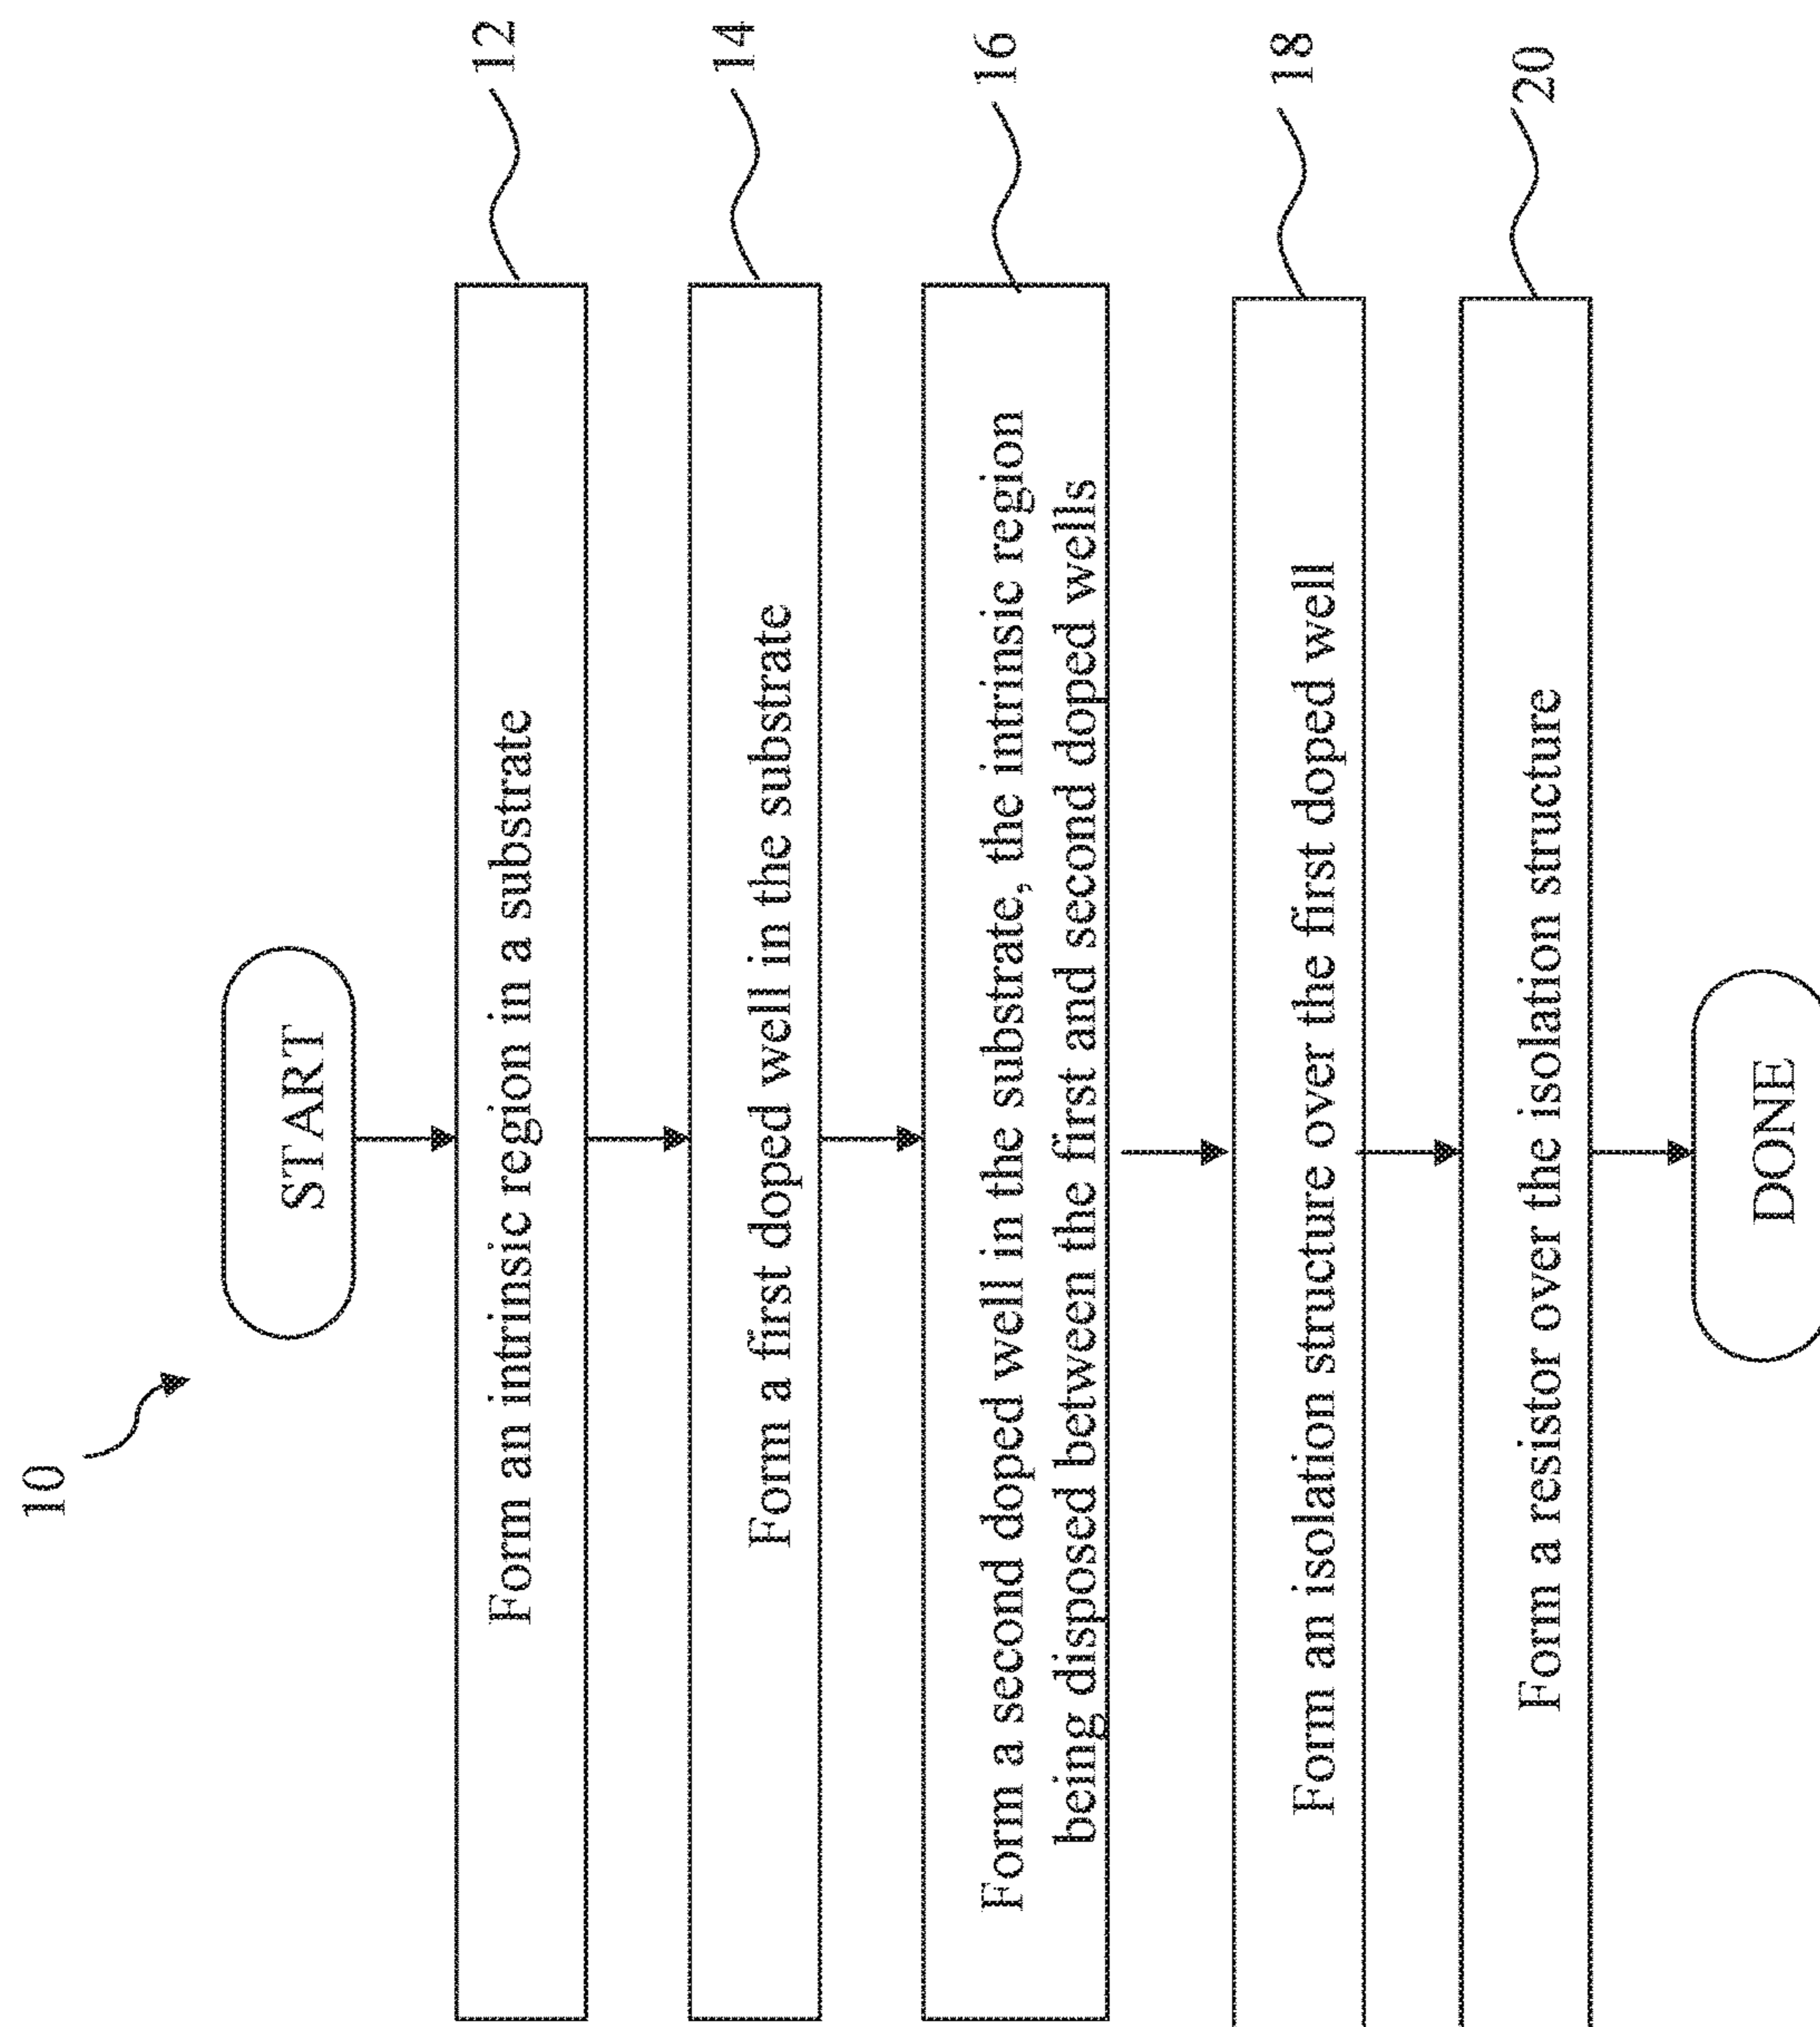 10
START
Form an intrinsic region in a substrate
12
Form a first doped well in the substrate
14
Form a second doped well in the substrate, the intrinsic region
being disposed between the first and second doped wells
16
Form an isolation structure over the first doped well
18
Form a resistor over the isolation structure
20
DONE